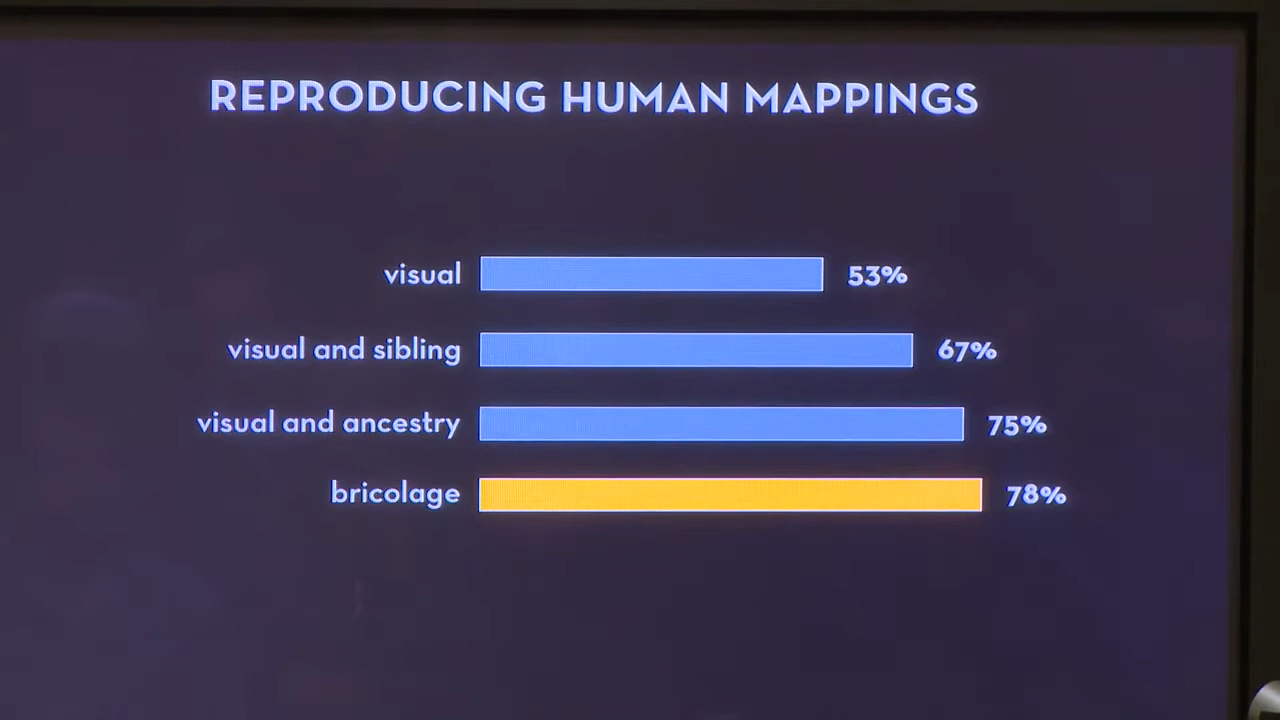 REPRODUCING HUMAN MAPPINGS
visual 53%
visual and sibling 67%
visual and ancestry 75%
bricolage 78%